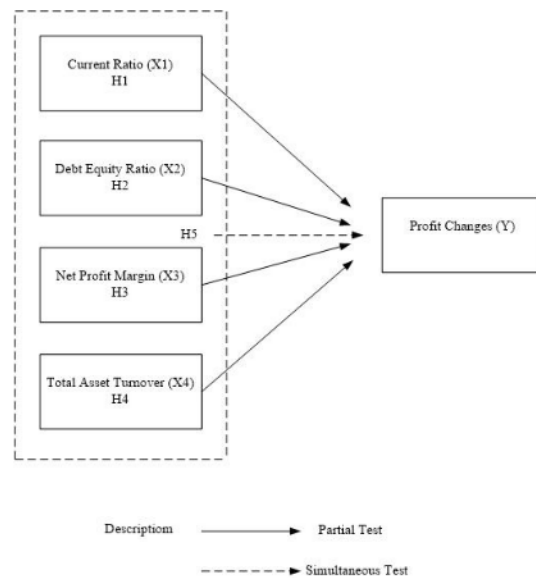 Current Ratio (X1)
H1
Debt Equity Ratio (X2)
H2
Profit Changes (Y)
H5
Net Profit Margin (X3)
H3
Total Asset Turnover (X4)
H4
Descriptiom
Partial Test
Simultaneous Test